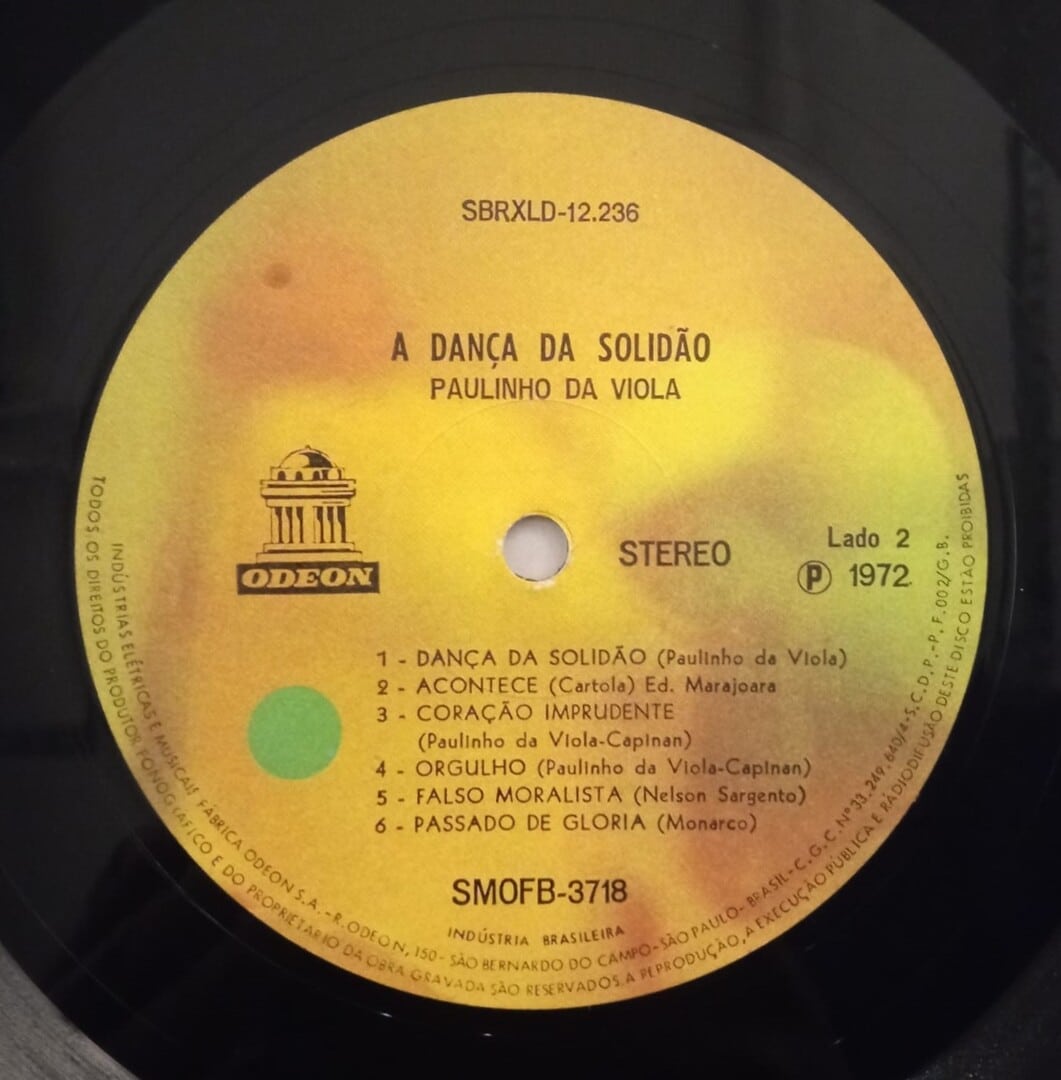 SBRXLD-12.236
A DANÇA DA SOLIDÃO
PAULINHO DA VIOLA
ODEON
STEREO
Lado 2
Ⓟ 1972
1 - DANÇA DA SOLIDÃO (Paulinho da Viola)
2 - ACONTECE (Cartola) Ed. Marajoara
3 - CORAÇÃO IMPRUDENTE
(Paulinho da Viola-Capinan)
4 - ORGULHO (Paulinho da Viola-Capinan)
5 - FALSO MORALISTA (Nelson Sargento)
6 - PASSADO DE GLORIA (Monarco)
SMOFB-3718
INDÚSTRIA BRASILEIRA
INDÚSTRIAS ELÉTRICAS E MUSICAIS FÁBRICA ODEON S.A. - R. ODEON, 150 - SÃO BERNARDO DO CAMPO - SÃO PAULO - BRASIL - C.G.C. Nº 33.249.640/4 - S.C.D.P. - P.F. 002/G.B.
TODOS OS DIREITOS DO PRODUTOR FONOGRÁFICO E DO PROPRIETÁRIO DA OBRA GRAVADA SÃO RESERVADOS. A REPRODUÇÃO, A EXECUÇÃO PÚBLICA E RÁDIODIFUSÃO DESTE DISCO ESTÃO PROIBIDAS